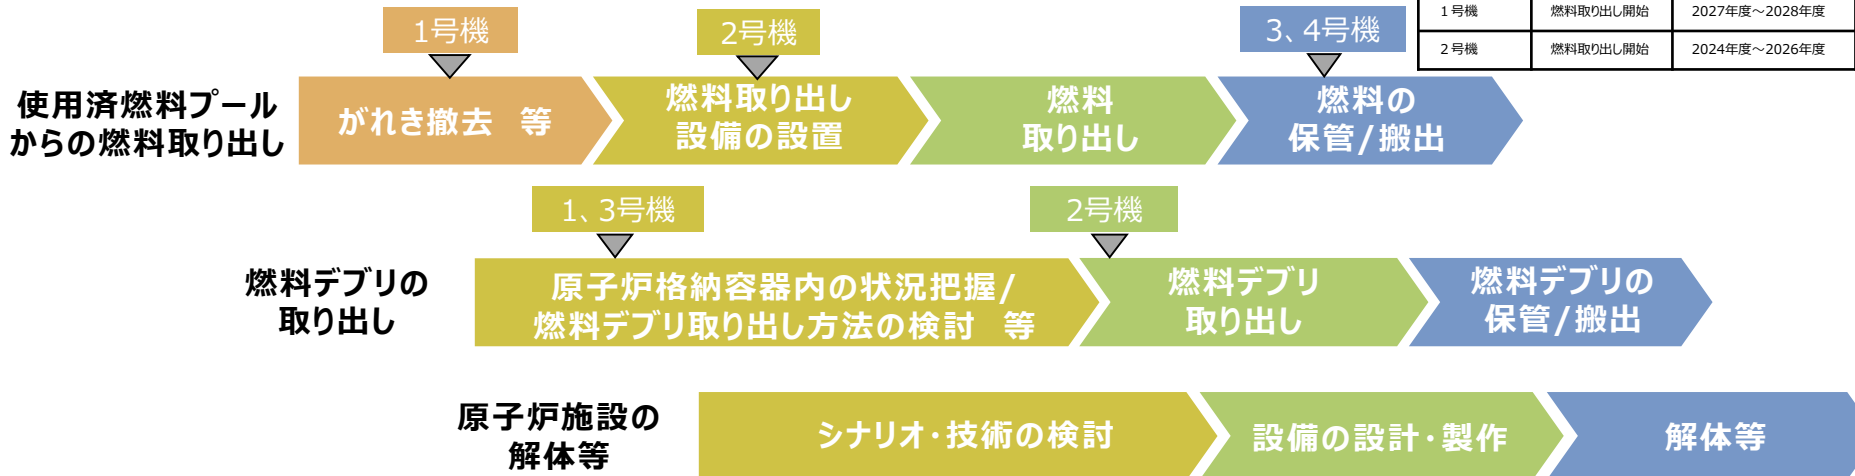 1号機
2号機
3、4号機
1号機 燃料取り出し開始 2027年度～2028年度
2号機 燃料取り出し開始 2024年度～2026年度
使用済燃料プール
からの燃料取り出し
がれき撤去 等
燃料取り出し
設備の設置
燃料
取り出し
燃料の
保管/搬出
1、3号機
2号機
燃料デブリの
取り出し
原子炉格納容器内の状況把握/
燃料デブリ取り出し方法の検討 等
燃料デブリ
取り出し
燃料デブリの
保管/搬出
原子炉施設の
解体等
シナリオ・技術の検討
設備の設計・製作
解体等